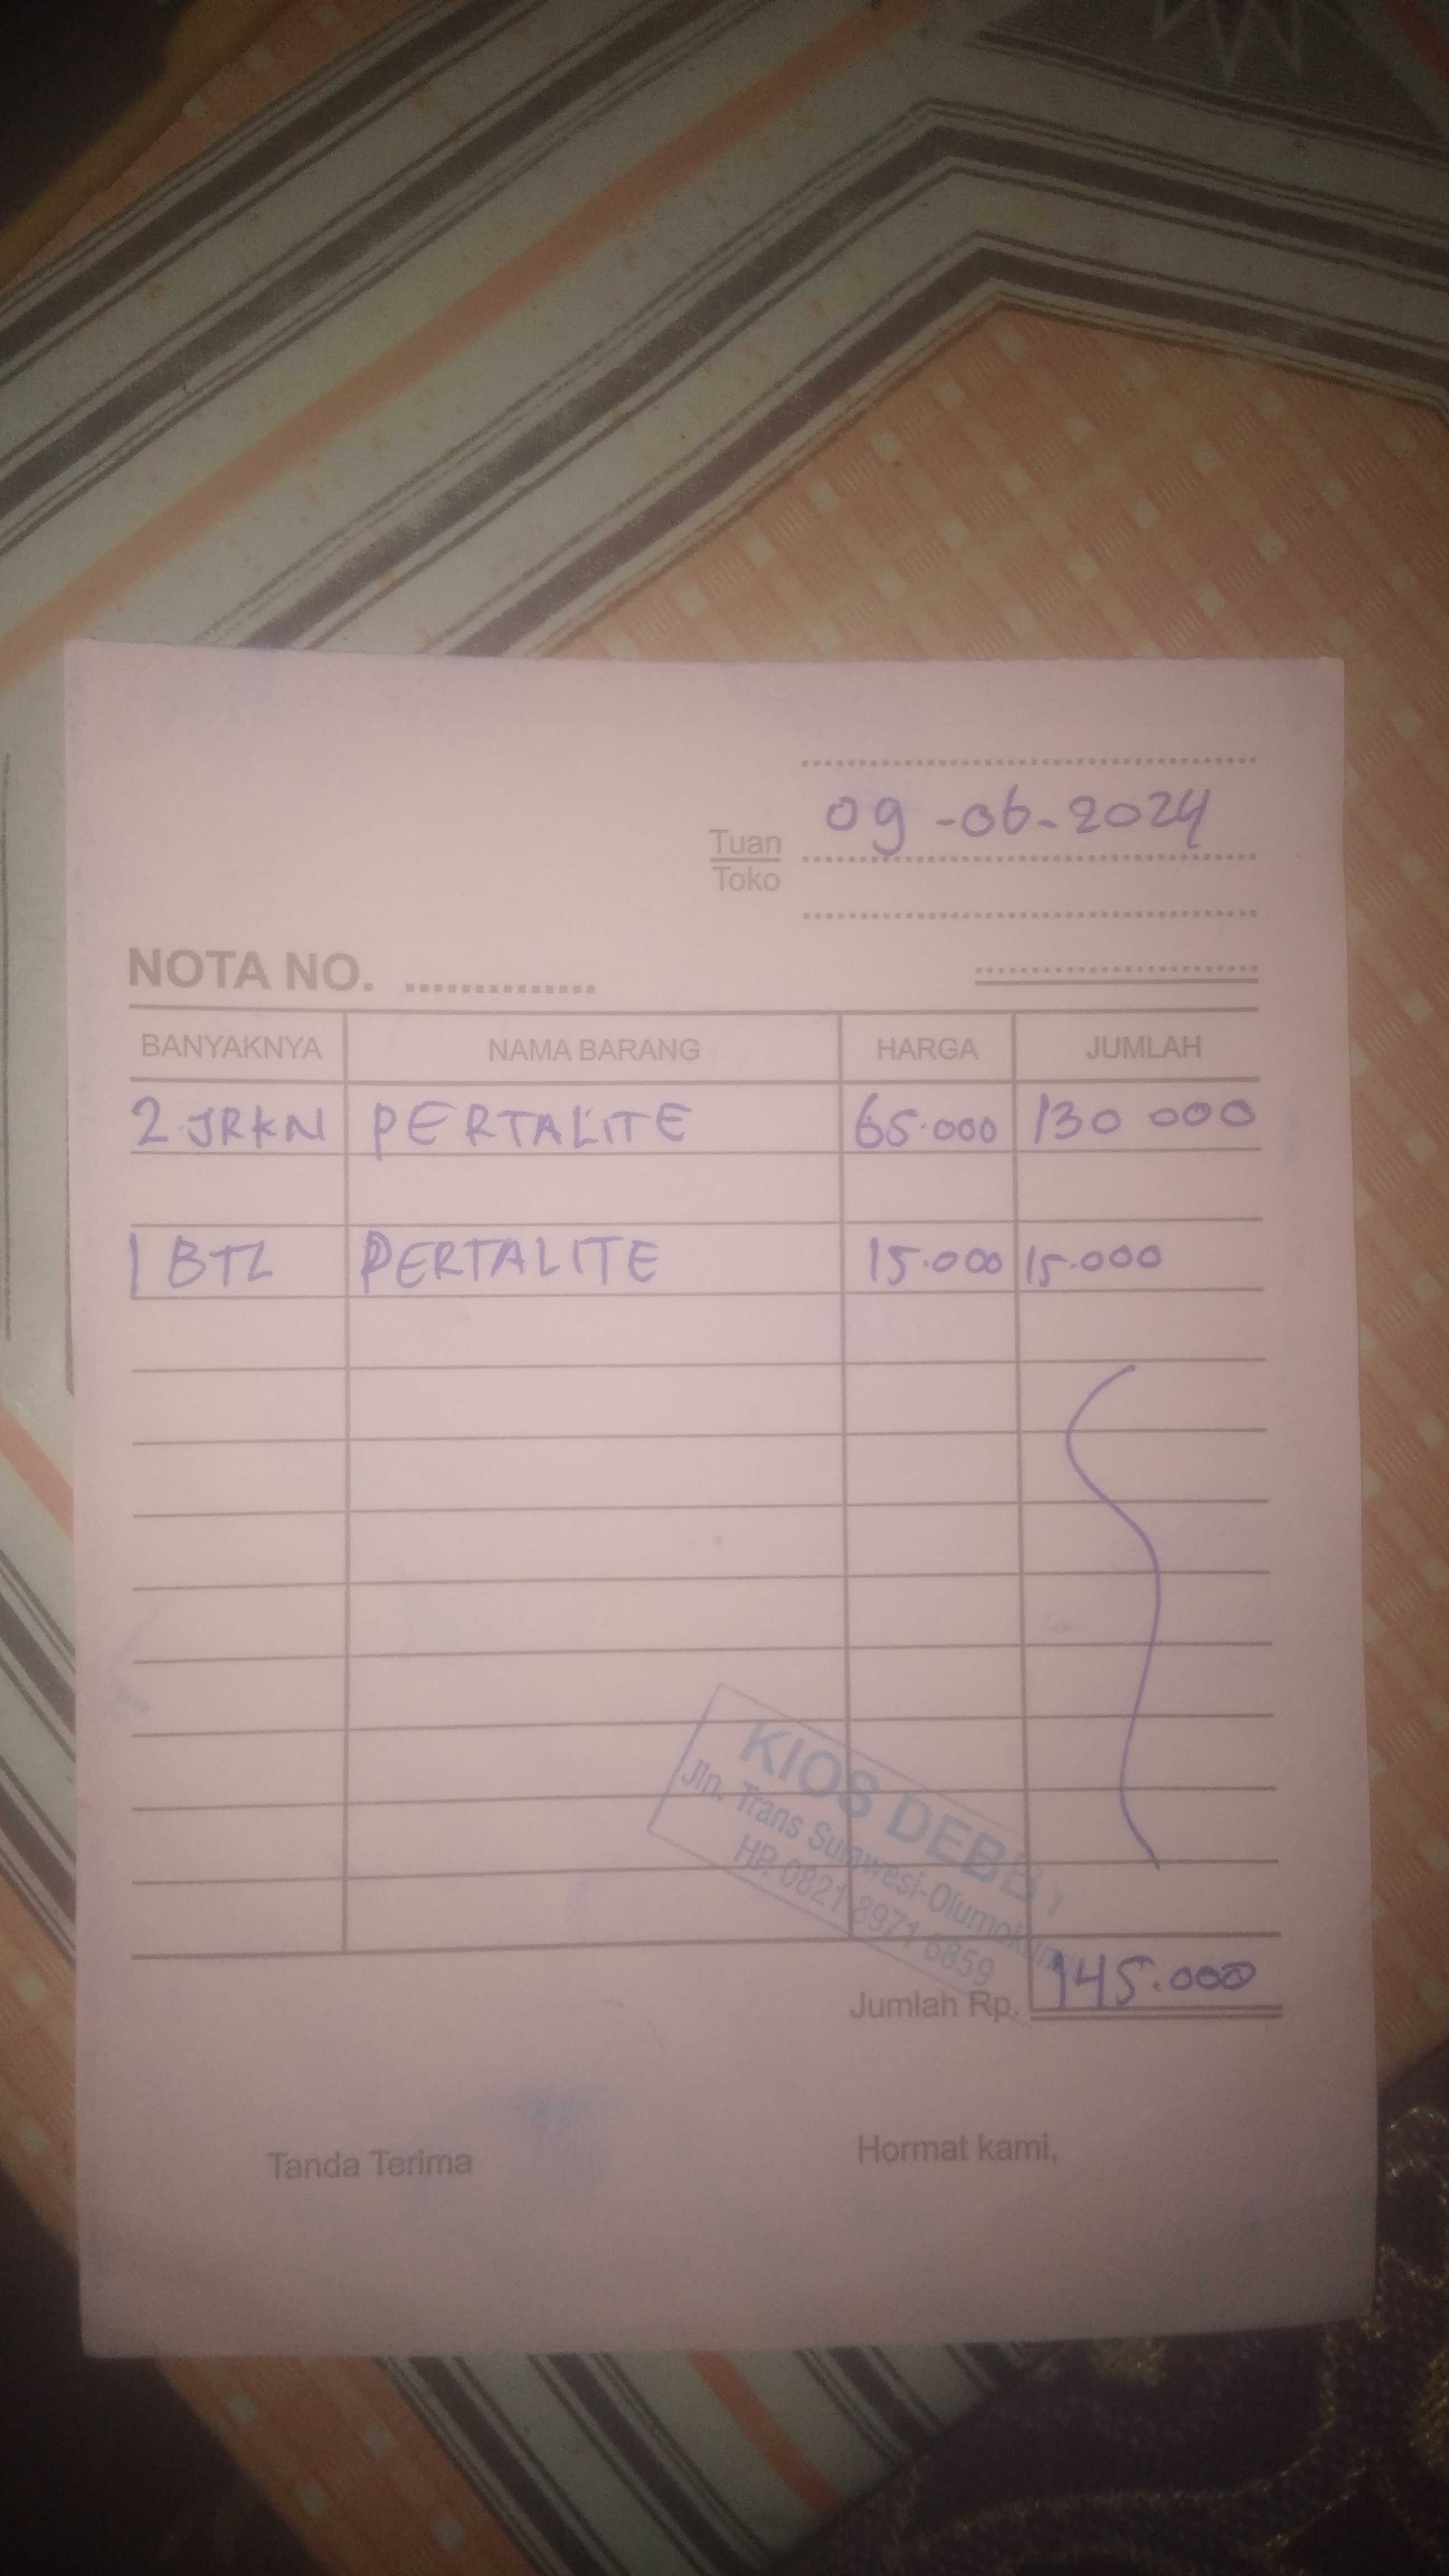 09-06-2024
Tuan
Toko
NOTA NO. ..............
BANYAKNYA NAMA BARANG HARGA JUMLAH
2 JRKN PERTALITE 65.000 130 000
1 BTL PERTALITE 15.000 15.000
KIOS DEBBY
Jln. Trans Sulawesi-Olumokunde
HP. 0821 8971 6859
Jumlah Rp. 145.000
Tanda Terima Hormat kami,